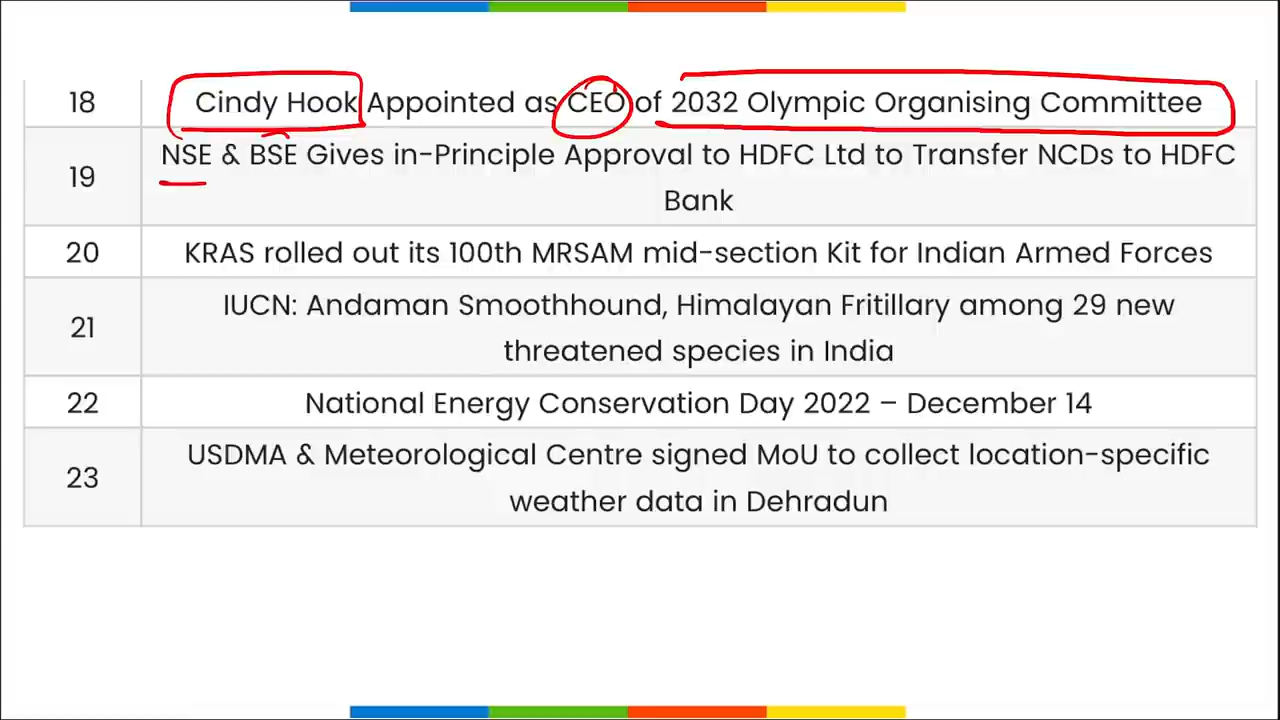 18 Cindy Hook Appointed as CEO of 2032 Olympic Organising Committee
NSE & BSE Gives in-Principle Approval to HDFC Ltd to Transfer NCDs to HDFC
19
Bank
20 KRAS rolled out its 100th MRSAM mid-section Kit for Indian Armed Forces
IUCN: Andaman Smoothhound, Himalayan Fritillary among 29 new
21
threatened species in India
22 National Energy Conservation Day 2022 – December 14
USDMA & Meteorological Centre signed MoU to collect location-specific
23
weather data in Dehradun